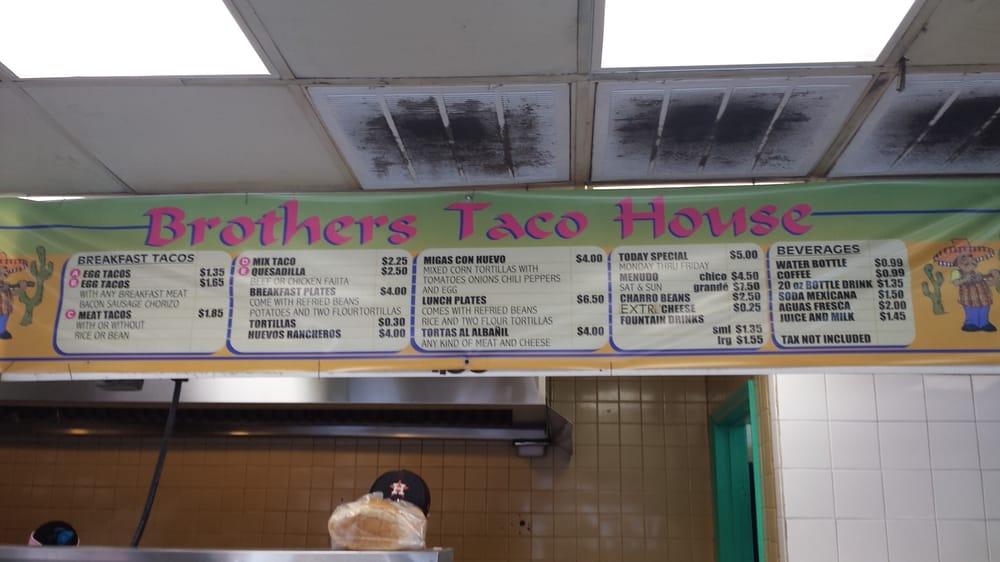 Brothers Taco House
BREAKFAST TACOS
A EGG TACOS $1.35
B EGG TACOS $1.65
WITH ANY BREAKFAST MEAT
BACON SAUSAGE CHORIZO
C MEAT TACOS $1.85
WITH OR WITHOUT
RICE OR BEAN
D MIX TACO $2.25
E QUESADILLA $2.50
BEEF OR CHICKEN FAJITA
BREAKFAST PLATES $4.00
COME WITH REFRIED BEANS
POTATOES AND TWO FLOURTORTILLAS
TORTILLAS $0.30
HUEVOS RANCHEROS $4.00
MIGAS CON HUEVO $4.00
MIXED CORN TORTILLAS WITH
TOMATOES ONIONS CHILI PEPPERS
AND EGG
LUNCH PLATES $6.50
COMES WITH REFRIED BEANS
RICE AND TWO FLOUR TORTILLAS
TORTAS AL ALBAÑIL $4.00
ANY KIND OF MEAT AND CHEESE
TODAY SPECIAL $5.00
MONDAY THRU FRIDAY
MENUDO chico $4.50
SAT & SUN grandé $7.50
CHARRO BEANS $2.50
EXTR. CHEESE $0.25
FOUNTAIN DRINKS
sml $1.35
lrg $1.55
BEVERAGES
WATER BOTTLE $0.99
COFFEE $0.99
20 oz BOTTLE DRINK $1.35
SODA MEXICANA $1.50
AGUAS FRESCA $2.00
JUICE AND MILK $1.45
TAX NOT INCLUDED